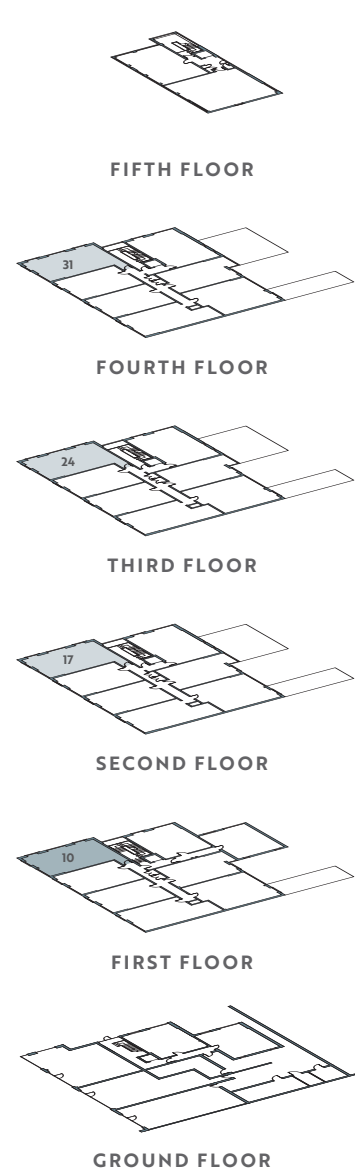 FIFTH FLOOR
31
FOURTH FLOOR
24
THIRD FLOOR
17
SECOND FLOOR
10
FIRST FLOOR
GROUND FLOOR